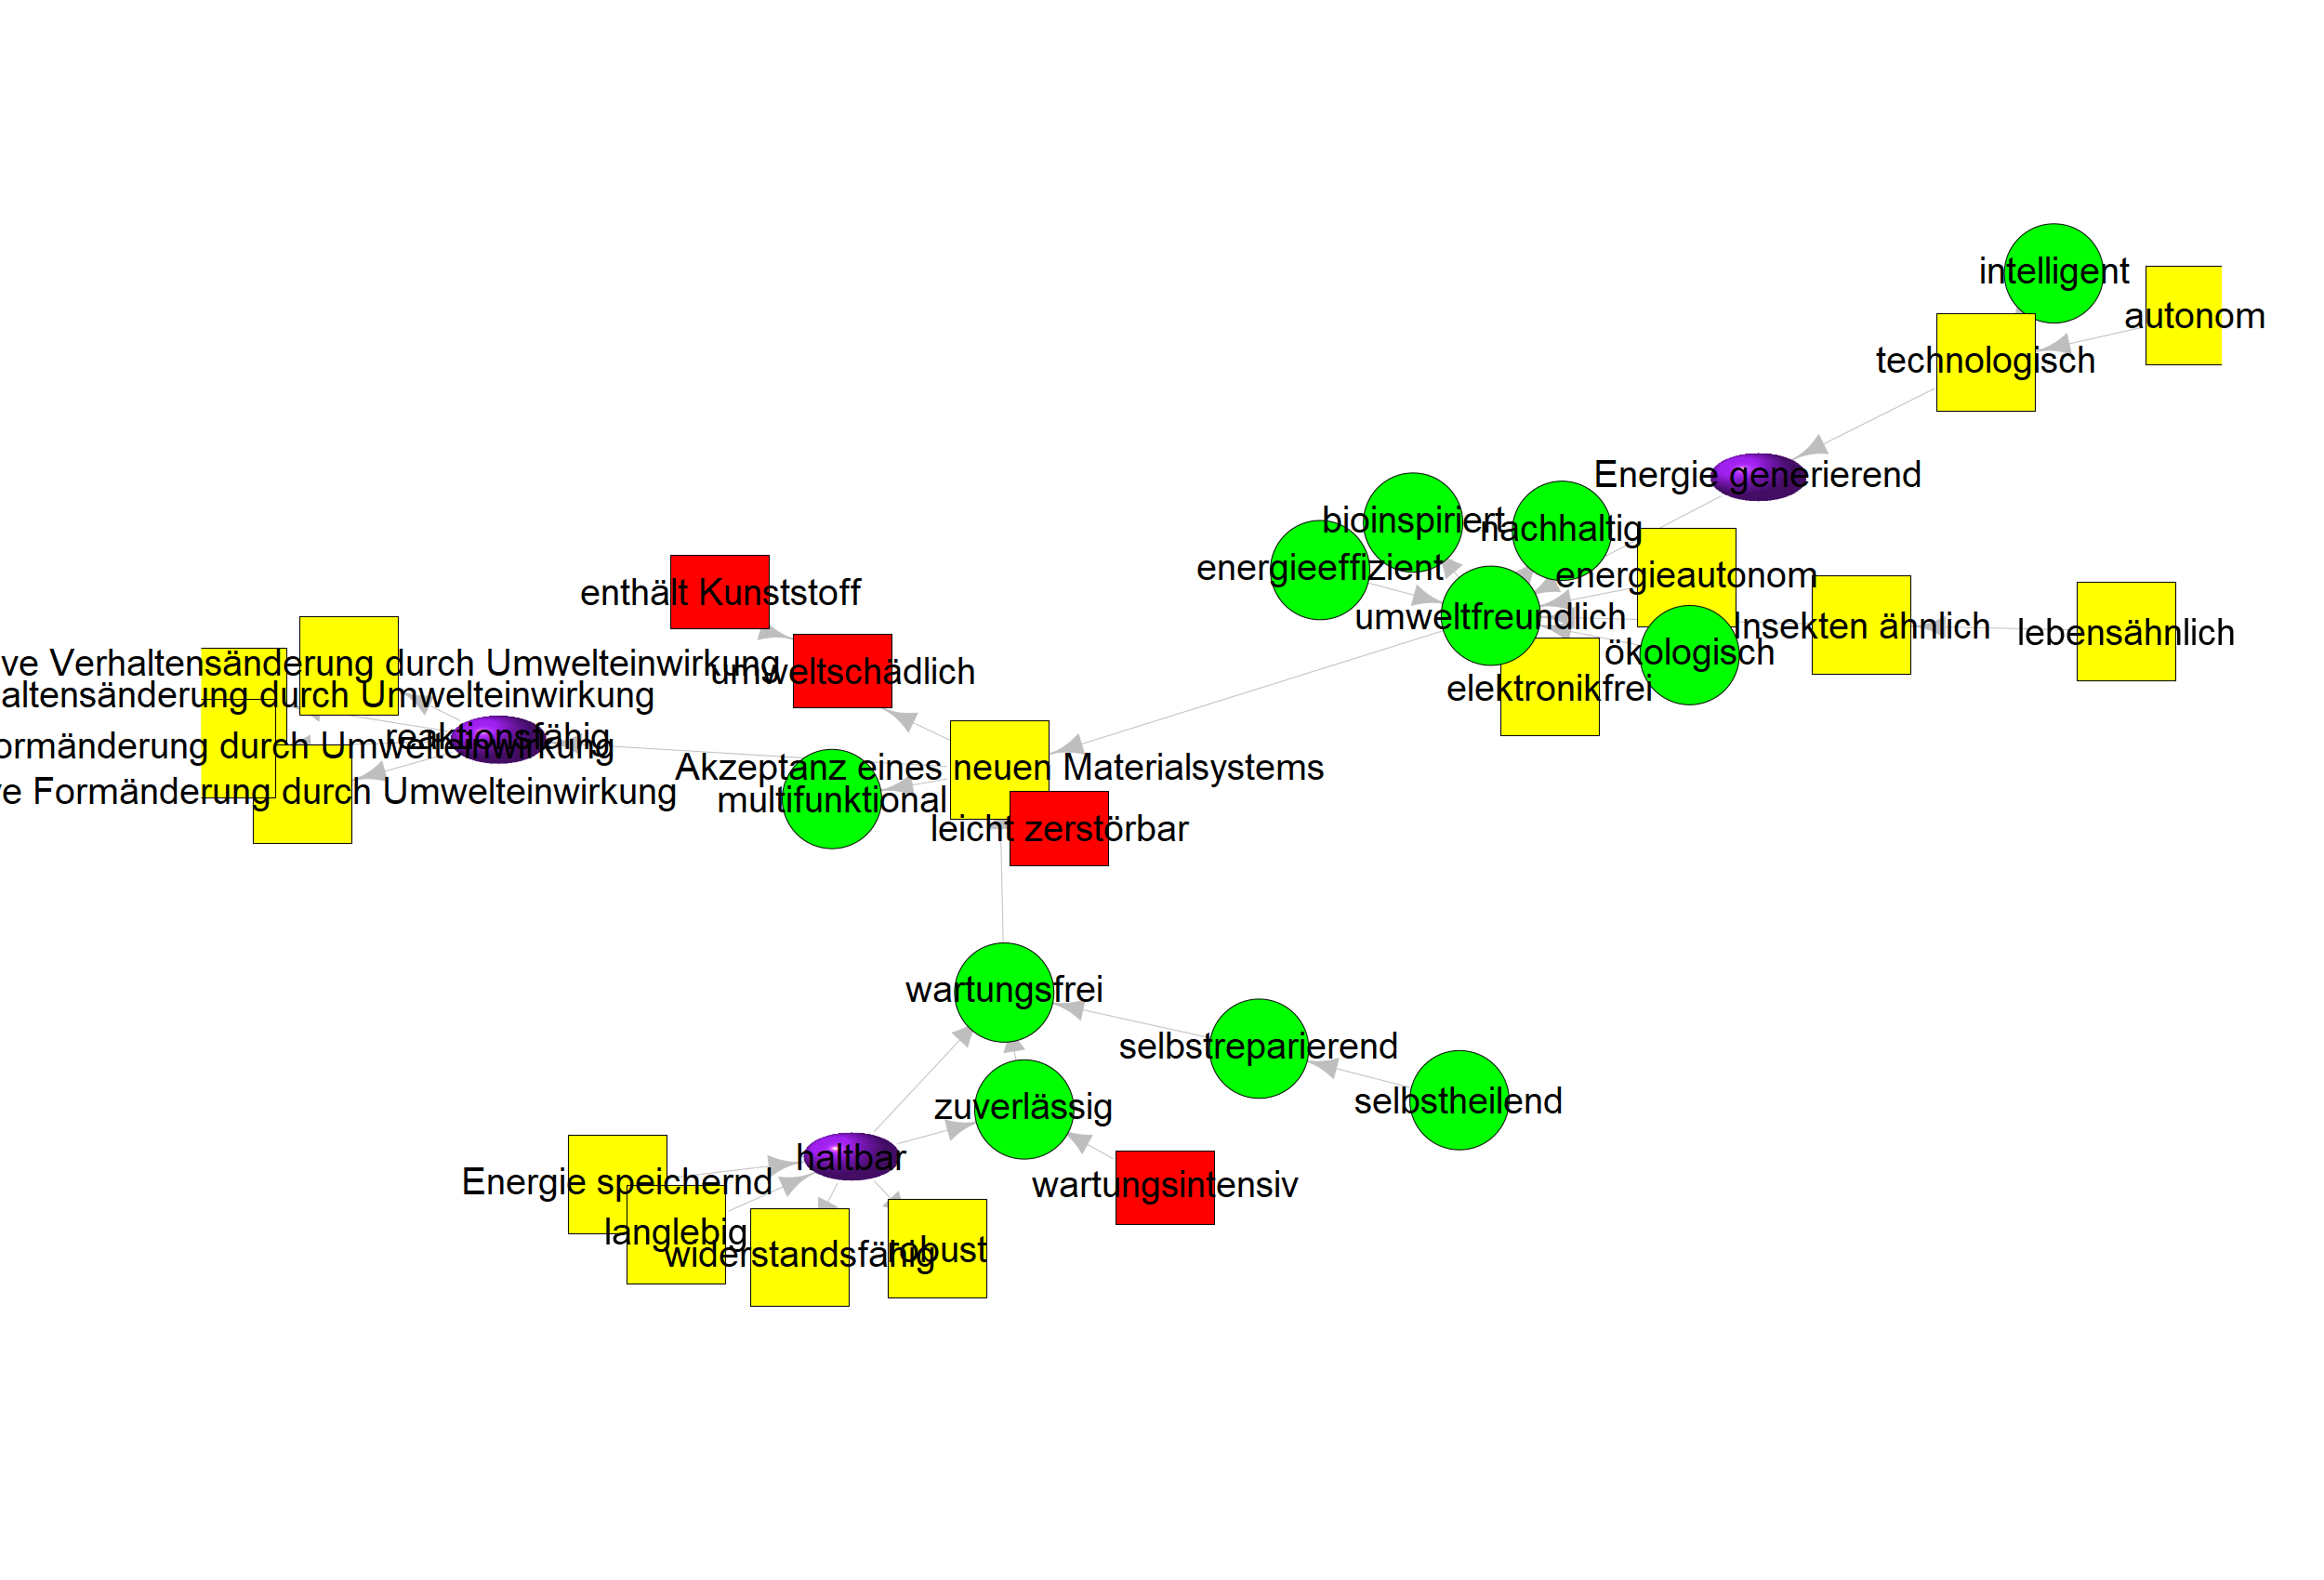 intelligent
autonom
technologisch
Energie generierend
bioinspiriert
nachhaltig
energieeffizient
energieautonom
enthält Kunststoff
umweltfreundlich
Insekten ähnlich
lebensähnlich
ökologisch
ve Verhaltensänderung durch Umwelteinwirkung
umweltschädlich
elektronikfrei
altensänderung durch Umwelteinwirkung
reaktionsfähig
ormänderung durch Umwelteinwirkung
Akzeptanz eines neuen Materialsystems
ve Formänderung durch Umwelteinwirkung
multifunktional
leicht zerstörbar
wartungsfrei
selbstreparierend
selbstheilend
zuverlässig
haltbar
Energie speichernd
wartungsintensiv
langlebig
widerstandsfähig
robust